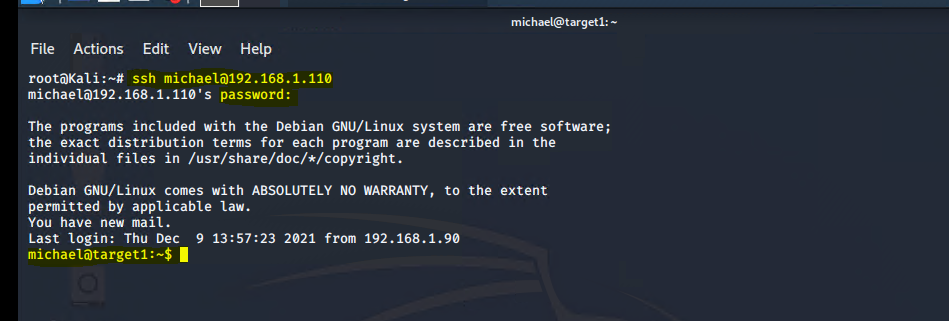 michael@target1: ~
File Actions Edit View Help
root@Kali:~# ssh michael@192.168.1.110
michael@192.168.1.110's password:
The programs included with the Debian GNU/Linux system are free software;
the exact distribution terms for each program are described in the
individual files in /usr/share/doc/*/copyright.
Debian GNU/Linux comes with ABSOLUTELY NO WARRANTY, to the extent
permitted by applicable law.
You have new mail.
Last login: Thu Dec  9 13:57:23 2021 from 192.168.1.90
michael@target1:~$